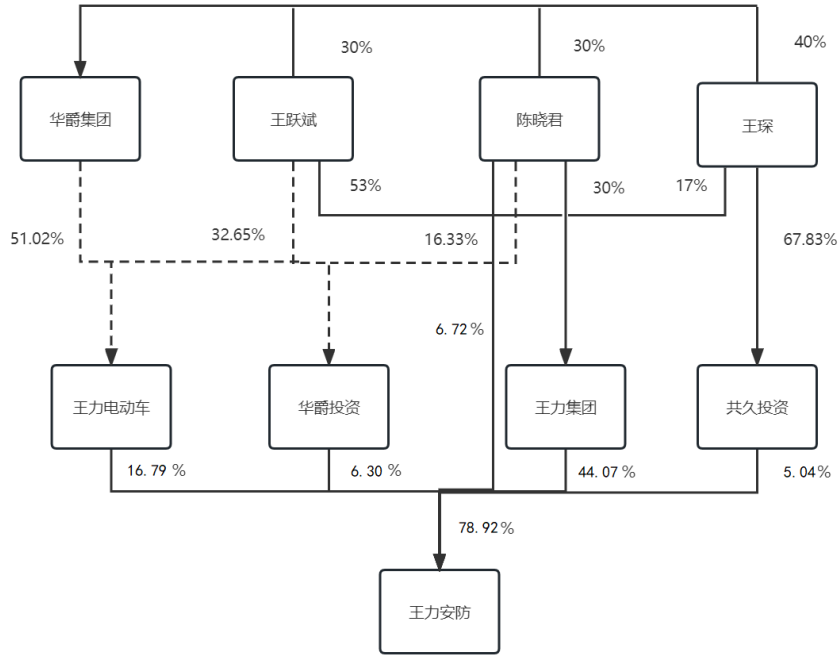 30%
30%
40%
华爵集团
王跃斌
陈晓君
王琛
53%
30%
17%
51.02%
32.65%
16.33%
67.83%
6.72%
王力电动车
华爵投资
王力集团
共久投资
16.79 %
6.30 %
44.07%
5.04%
78.92%
王力安防